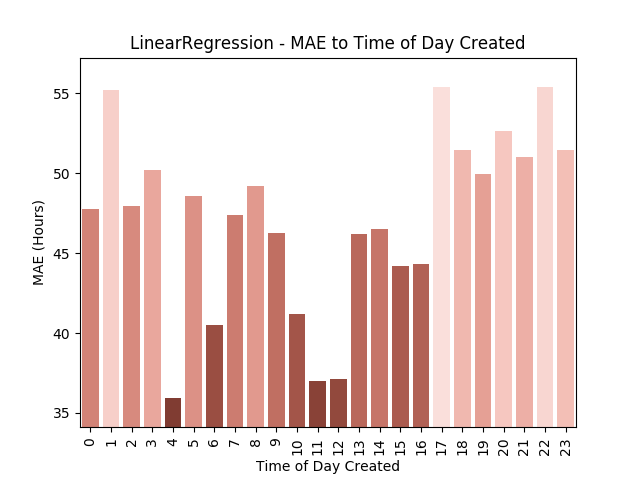 LinearRegression - MAE to Time of Day Created
MAE (Hours)
55
50
45
40
35
0 1 2 3 4 5 6 7 8 9 10 11 12 13 14 15 16 17 18 19 20 21 22 23
Time of Day Created